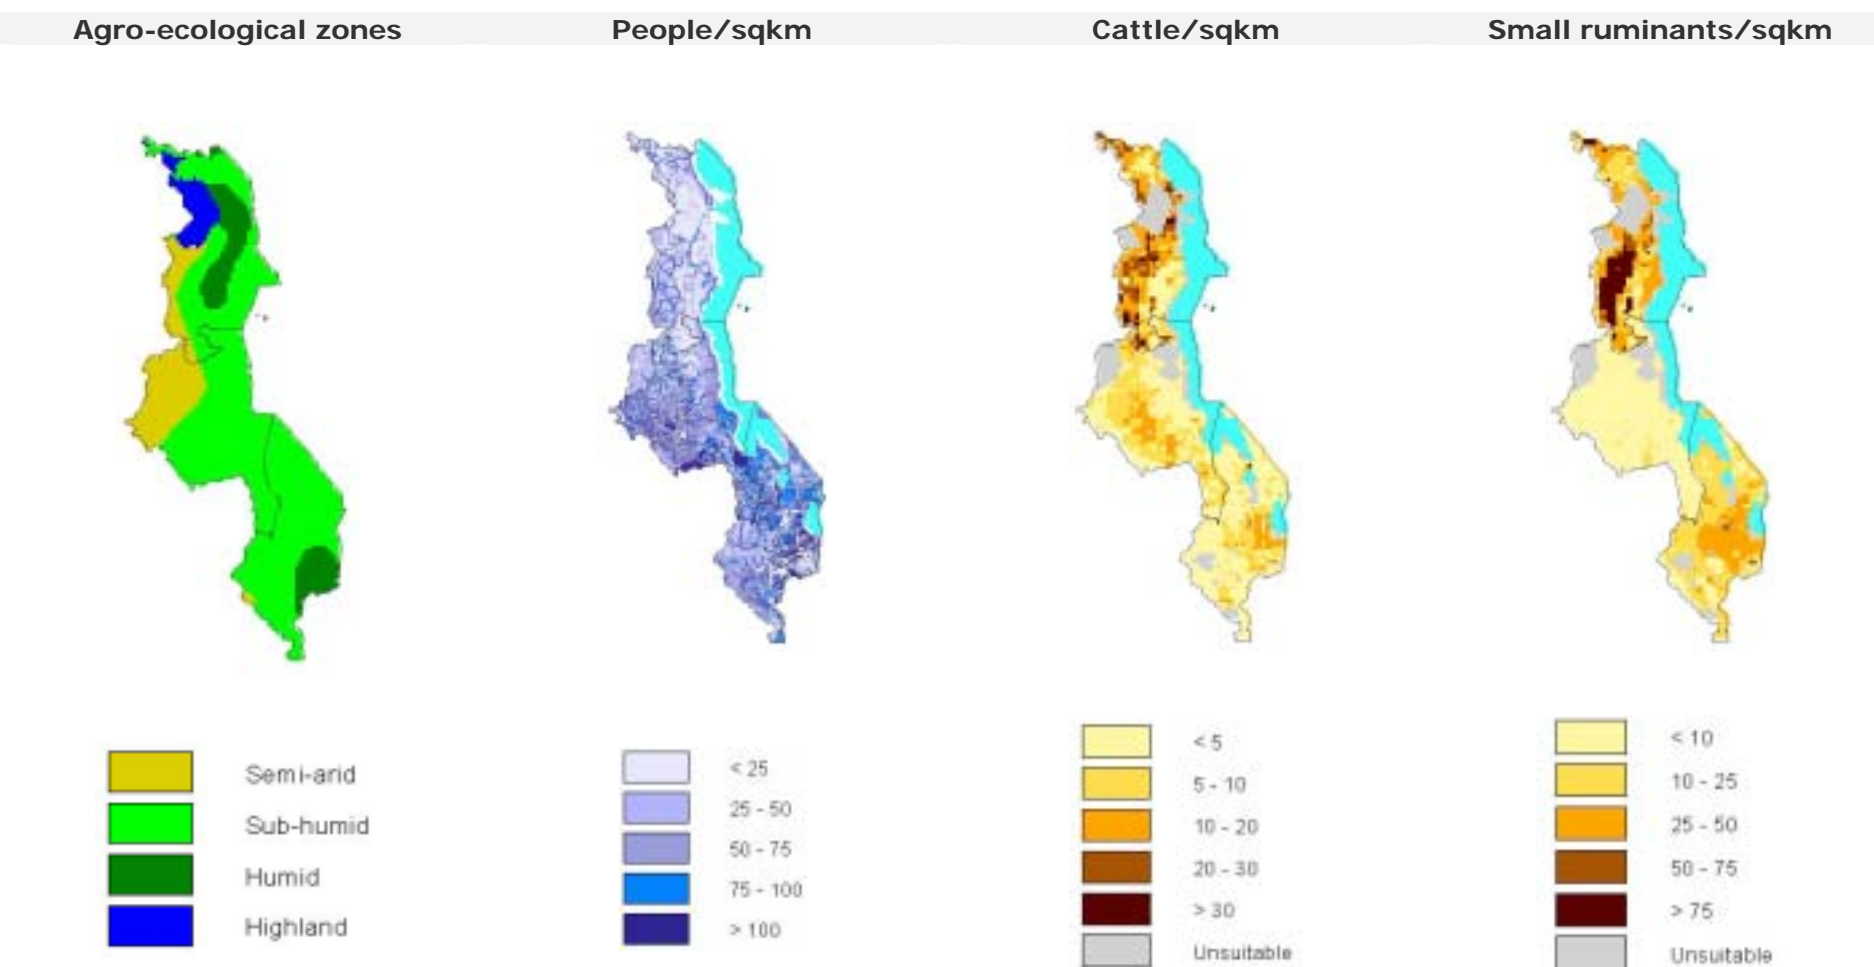 Agro-ecological zones
People/sqkm
Cattle/sqkm
Small ruminants/sqkm
Semi-arid
Sub-humid
Humid
Highland
< 25
25 - 50
50 - 75
75 - 100
> 100
< 5
5 - 10
10 - 20
20 - 30
> 30
Unsuitable
< 10
10 - 25
25 - 50
50 - 75
> 75
Unsuitable